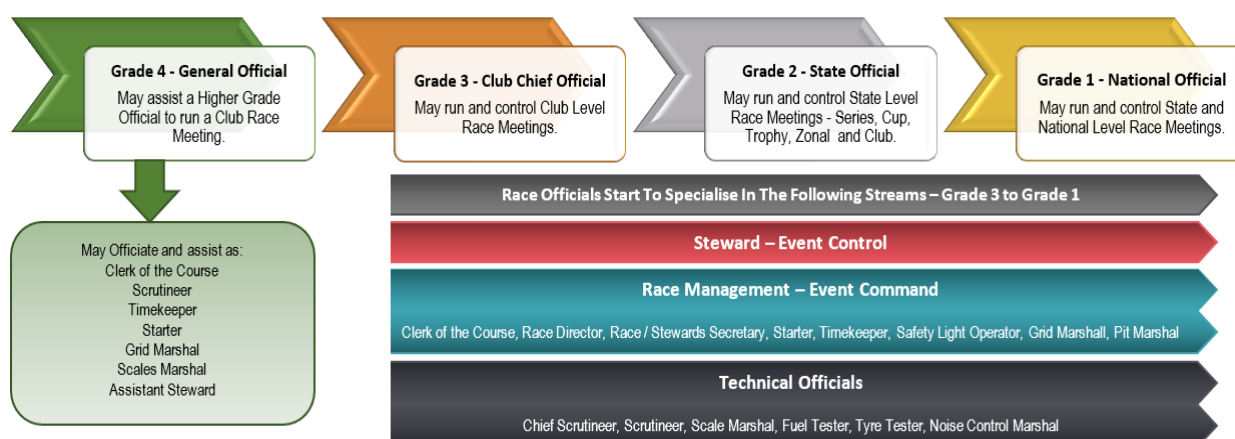 Grade 4 - General Official
May assist a Higher Grade
Official to run a Club Race
Meeting.
Grade 3 - Club Chief Official
May run and control Club Level
Race Meetings.
Grade 2 - State Official
May run and control State Level
Race Meetings - Series, Cup,
Trophy, Zonal and Club.
Grade 1 - National Official
May run and control State and
National Level Race Meetings.
May Officiate and assist as:
Clerk of the Course
Scrutineer
Timekeeper
Starter
Grid Marshal
Scales Marshal
Assistant Steward
Race Officials Start To Specialise In The Following Streams – Grade 3 to Grade 1
Steward – Event Control
Race Management – Event Command
Clerk of the Course, Race Director, Race / Stewards Secretary, Starter, Timekeeper, Safety Light Operator, Grid Marshall, Pit Marshal
Technical Officials
Chief Scrutineer, Scrutineer, Scale Marshal, Fuel Tester, Tyre Tester, Noise Control Marshal